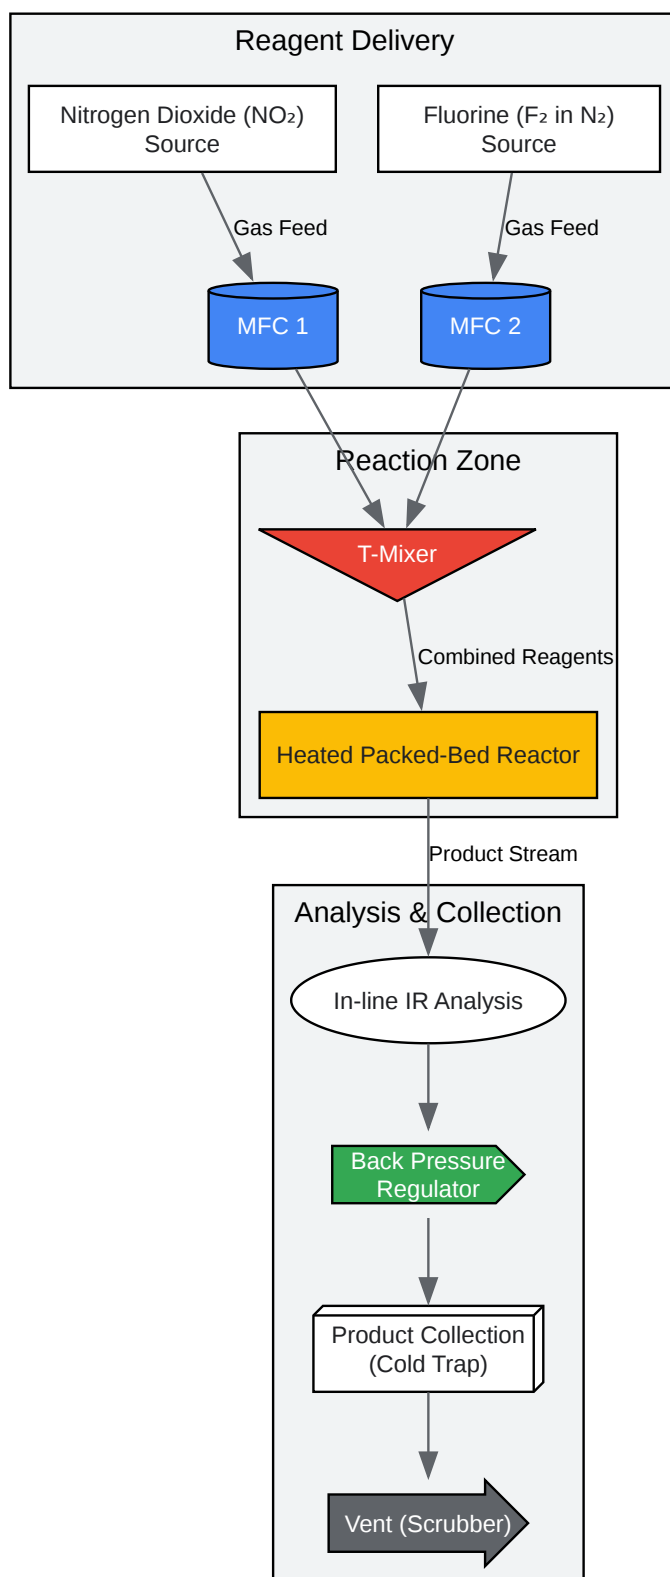 Reagent Delivery
Nitrogen Dioxide (NO₂)
Source
Fluorine (F₂ in N₂)
Source
Gas Feed
Gas Feed
MFC 1
MFC 2
Reaction Zone
T-Mixer
Combined Reagents
Heated Packed-Bed Reactor
Product Stream
Analysis & Collection
In-line IR Analysis
Back Pressure
Regulator
Product Collection
(Cold Trap)
Vent (Scrubber)